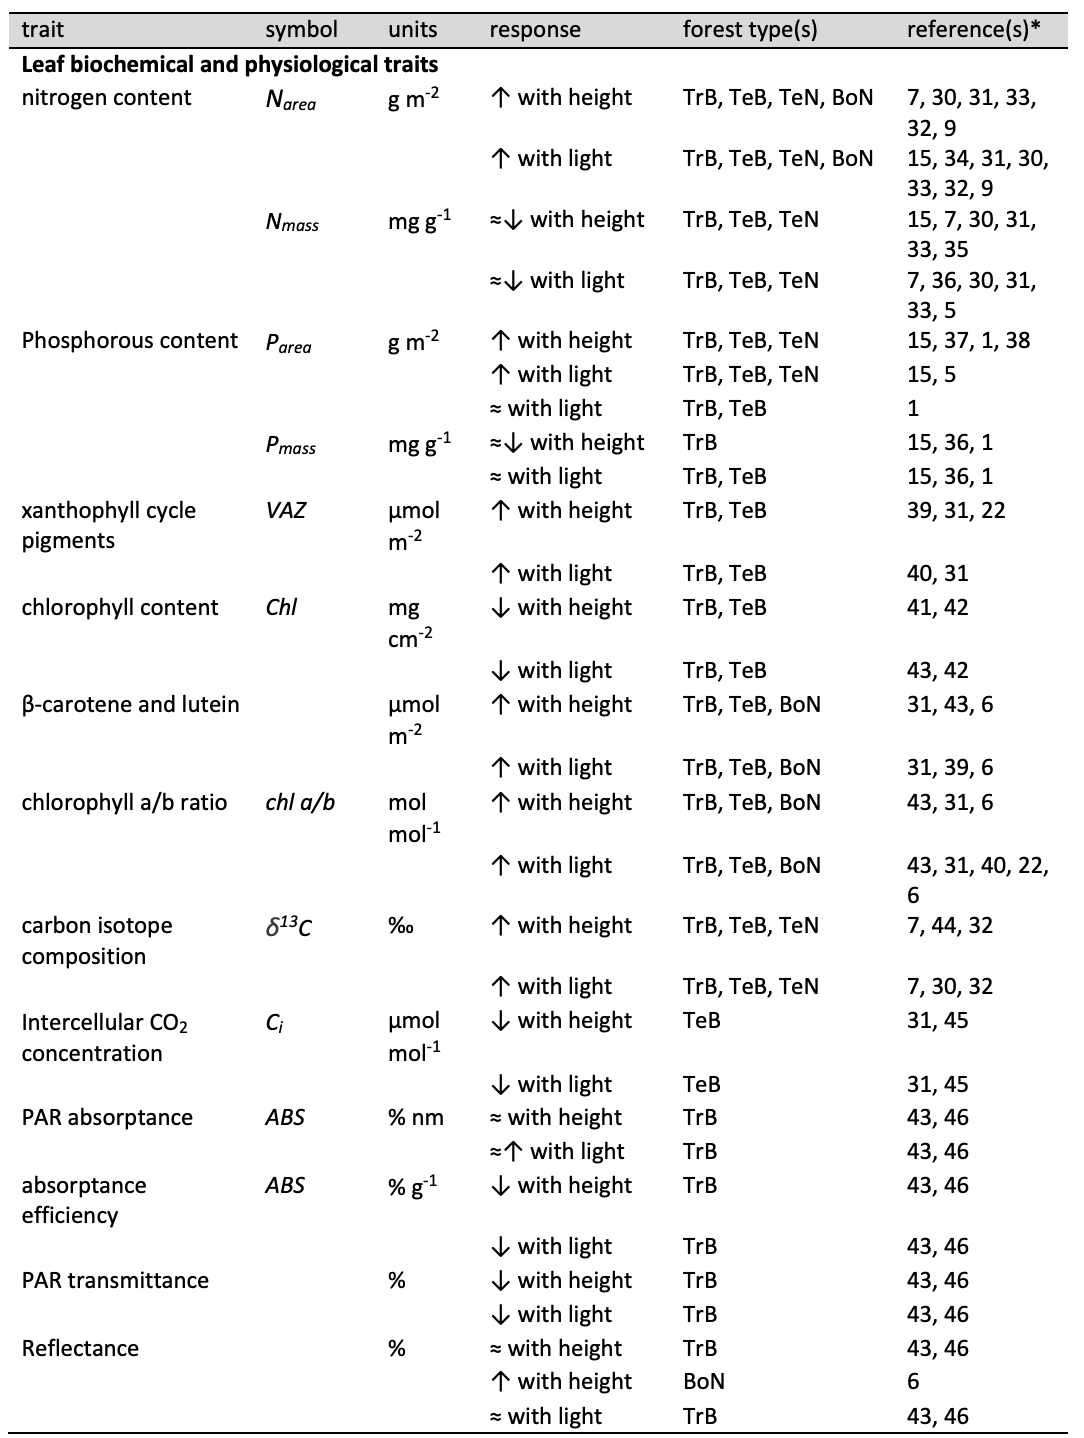 trait symbol units response forest type(s) reference(s)*
Leaf biochemical and physiological traits
nitrogen content N_area g m⁻² ↑ with height TrB, TeB, TeN, BoN 7, 30, 31, 33,
32, 9
↑ with light TrB, TeB, TeN, BoN 15, 34, 31, 30,
33, 32, 9
N_mass mg g⁻¹ ≈↓ with height TrB, TeB, TeN 15, 7, 30, 31,
33, 35
≈↓ with light TrB, TeB, TeN 7, 36, 30, 31,
33, 5
Phosphorous content P_area g m⁻² ↑ with height TrB, TeB, TeN 15, 37, 1, 38
↑ with light TrB, TeB, TeN 15, 5
≈ with light TrB, TeB 1
P_mass mg g⁻¹ ≈↓ with height TrB 15, 36, 1
≈ with light TrB, TeB 15, 36, 1
xanthophyll cycle VAZ μmol ↑ with height TrB, TeB 39, 31, 22
pigments m⁻²
↑ with light TrB, TeB 40, 31
chlorophyll content Chl mg ↓ with height TrB, TeB 41, 42
cm⁻²
↓ with light TrB, TeB 43, 42
β-carotene and lutein μmol ↑ with height TrB, TeB, BoN 31, 43, 6
m⁻²
↑ with light TrB, TeB, BoN 31, 39, 6
chlorophyll a/b ratio chl a/b mol ↑ with height TrB, TeB, BoN 43, 31, 6
mol⁻¹
↑ with light TrB, TeB, BoN 43, 31, 40, 22,
6
carbon isotope δ¹³C ‰ ↑ with height TrB, TeB, TeN 7, 44, 32
composition
↑ with light TrB, TeB, TeN 7, 30, 32
Intercellular CO₂ C_i μmol ↓ with height TeB 31, 45
concentration mol⁻¹
↓ with light TeB 31, 45
PAR absorptance ABS % nm ≈ with height TrB 43, 46
≈↑ with light TrB 43, 46
absorptance ABS % g⁻¹ ↓ with height TrB 43, 46
efficiency
↓ with light TrB 43, 46
PAR transmittance % ↓ with height TrB 43, 46
↓ with light TrB 43, 46
Reflectance % ≈ with height TrB 43, 46
↑ with height BoN 6
≈ with light TrB 43, 46